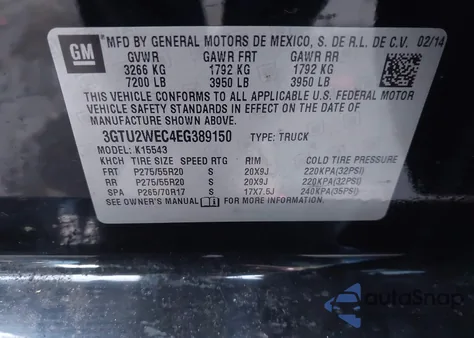 GM
MFD BY GENERAL MOTORS DE MEXICO, S. DE R.L. DE C.V. 02/14
GVWR GAWR FRT GAWR RR
3266 KG 1792 KG 1792 KG
7200 LB 3950 LB 3950 LB
THIS VEHICLE CONFORMS TO ALL APPLICABLE U.S. FEDERAL MOTOR
VEHICLE SAFETY STANDARDS IN EFFECT ON THE DATE OF
MANUFACTURE SHOWN ABOVE.
3GTU2WEC4EG389150 TYPE: TRUCK
MODEL: K15543
KHCH TIRE SIZE SPEED RTG RIM COLD TIRE PRESSURE
FRT P275/55R20 S 20X9J 220KPA(32PSI)
RR P275/55R20 S 20X9J 220KPA(32PSI)
SPA P265/70R17 S 17X7.5J 240KPA(35PSI)
SEE OWNER'S MANUAL FOR MORE INFORMATION.
autoSnap